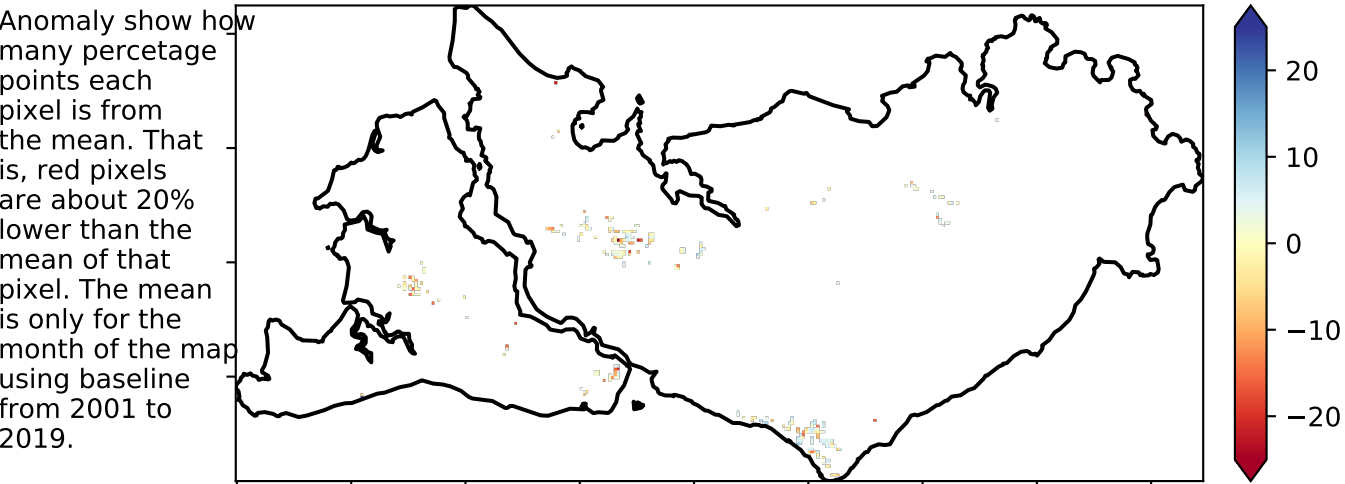 Anomaly show how
many percetage
points each
pixel is from
the mean. That
is, red pixels
are about 20%
lower than the
mean of that
pixel. The mean
is only for the
month of the map
using baseline
from 2001 to
2019.
20
10
0
−10
−20